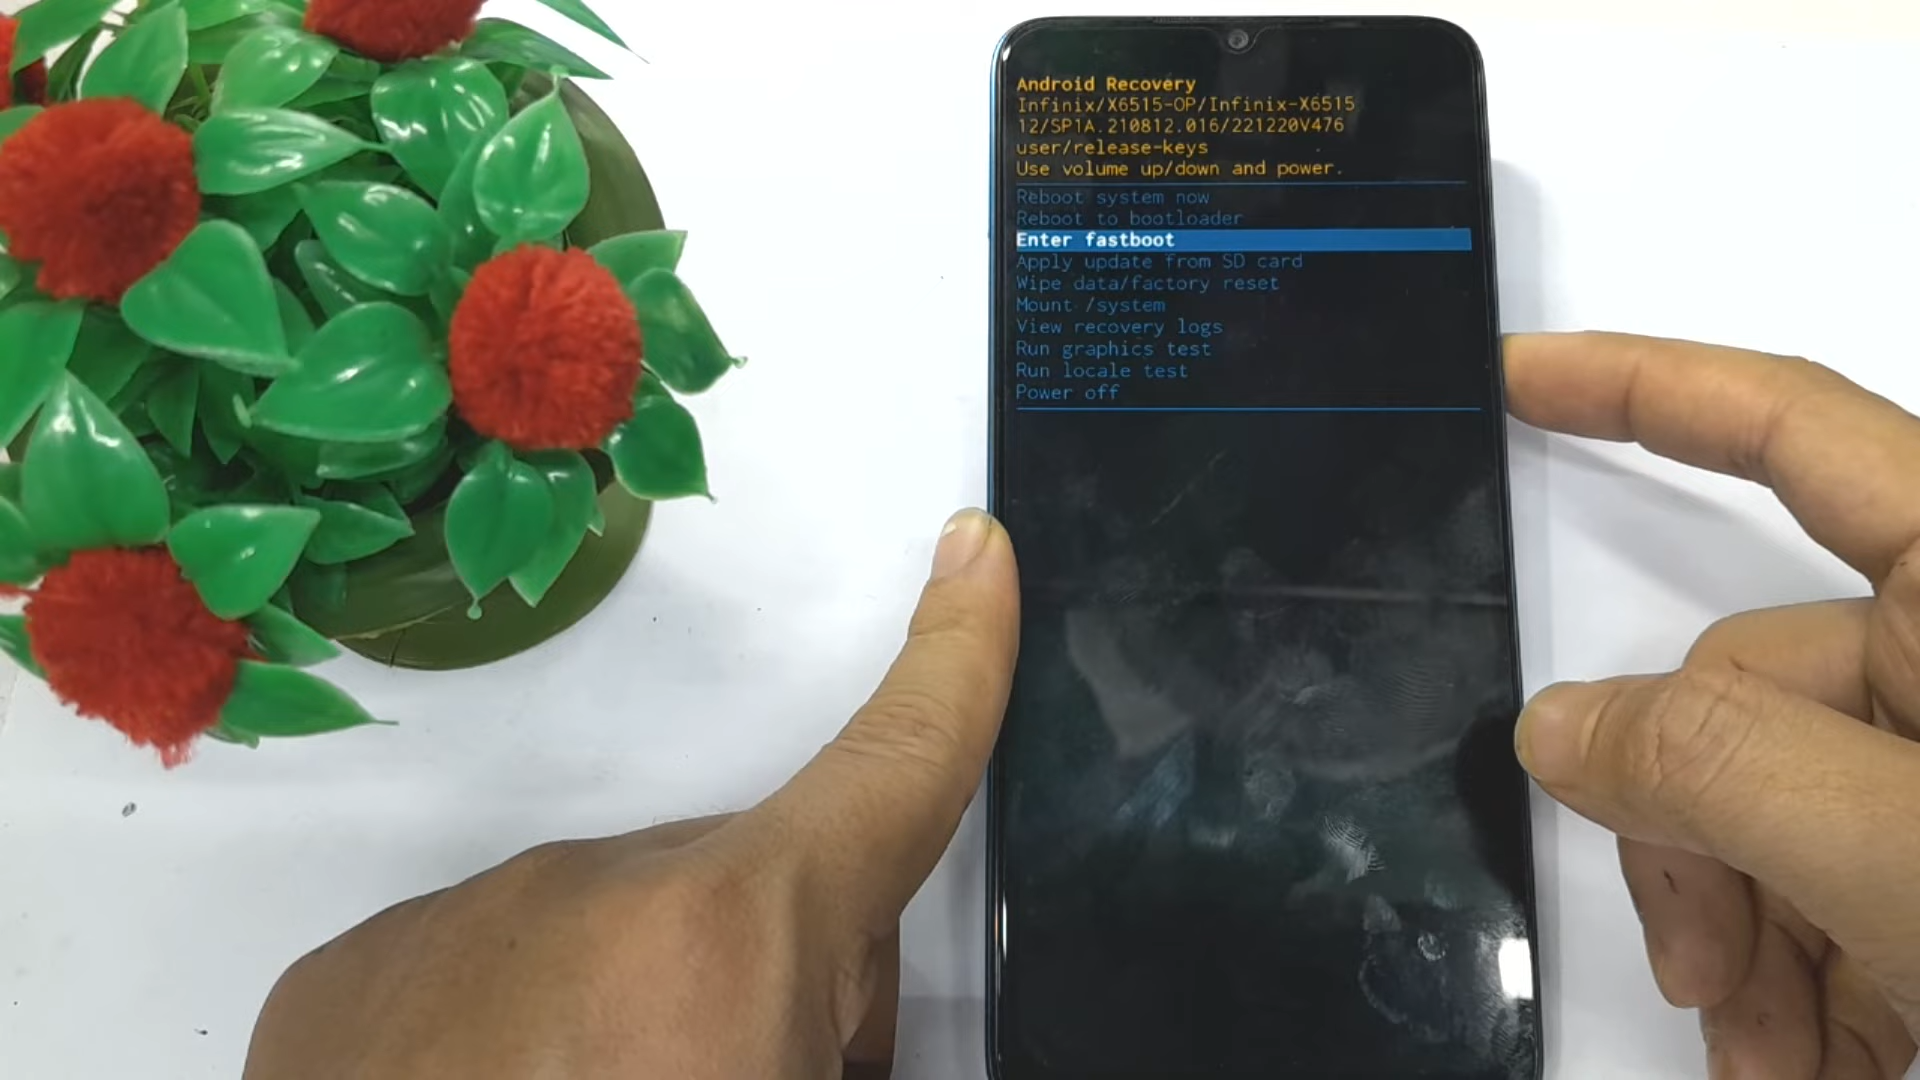 Android Recovery
Infinix/X6515-OP/Infinix-X6515
12/SP1A.210812.016/221220V476
user/release-keys
Use volume up/down and power.
Reboot system now
Reboot to bootloader
Enter fastboot
Apply update from SD card
Wipe data/factory reset
Mount /system
View recovery logs
Run graphics test
Run locale test
Power off